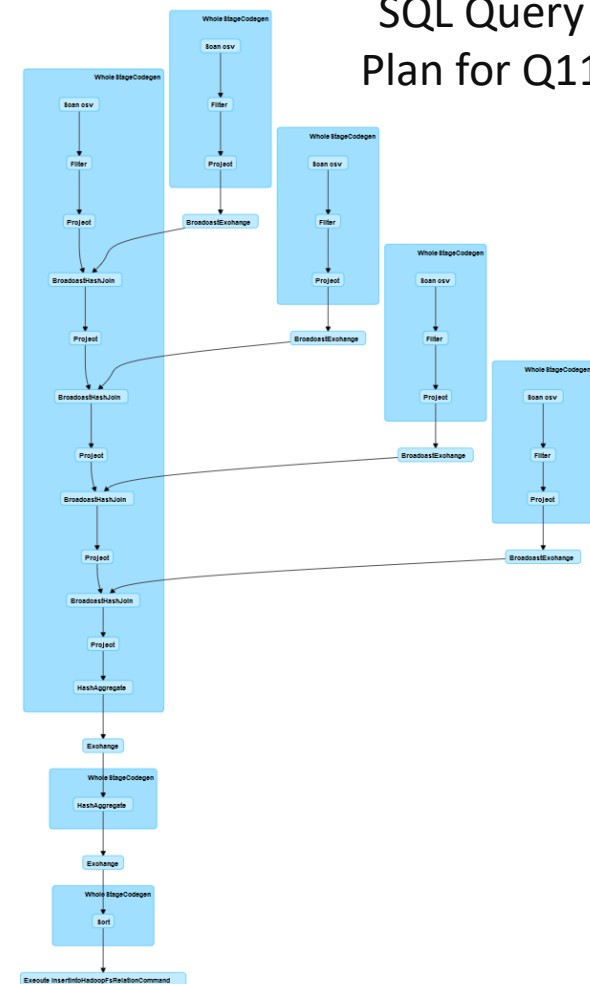 SQL Query
Plan for Q11
WholeStageCodegen
Scan csv
Filter
Project
BroadcastExchange
WholeStageCodegen
Scan csv
Filter
Project
BroadcastHashJoin
Project
BroadcastHashJoin
Project
BroadcastHashJoin
Project
BroadcastHashJoin
Project
HashAggregate
WholeStageCodegen
Scan csv
Filter
Project
BroadcastExchange
WholeStageCodegen
Scan csv
Filter
Project
BroadcastExchange
WholeStageCodegen
Scan csv
Filter
Project
BroadcastExchange
Exchange
WholeStageCodegen
HashAggregate
Exchange
WholeStageCodegen
Sort
Execute InsertIntoHadoopFsRelationCommand